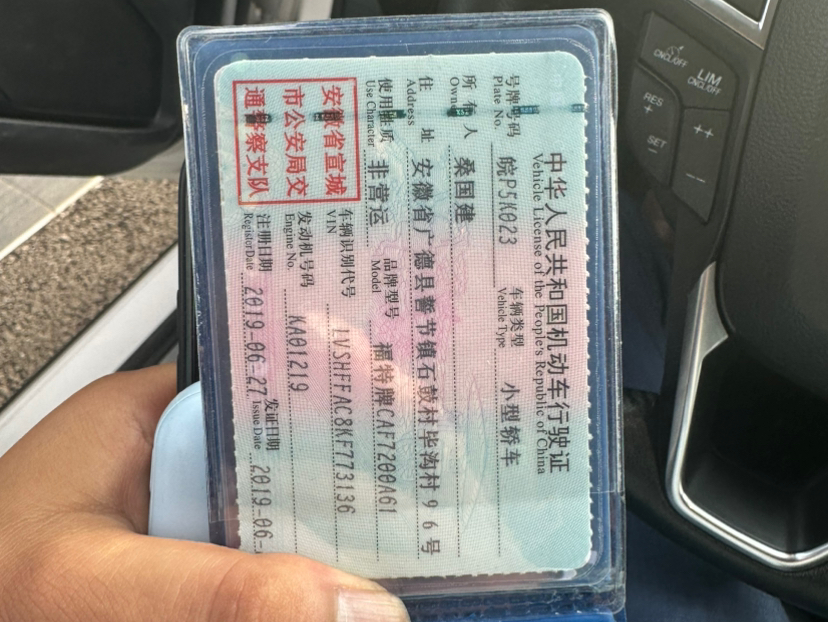 中华人民共和国机动车行驶证
Vehicle License of the People's Republic of China
号牌号码 皖P5K023 车辆类型 小型轿车
Plate No. Vehicle Type
所有人 桑国建
Owner
住址 安徽省广德县誓节镇石鼓村毕沟村96号
Address
使用性质 非营运 品牌型号 福特牌CAF7200A61
Use Character Model
安徽省宣城
市公安局交
通警察支队
车辆识别代号 LVSHFFAC8KF773136
VIN
发动机号码 KA01219
Engine No.
注册日期 2019-06-27 发证日期 2019-06-
Register Date Issue Date
CNCL/OFF
LIM
CNCL/OFF
RES
+
SET
-
++
--